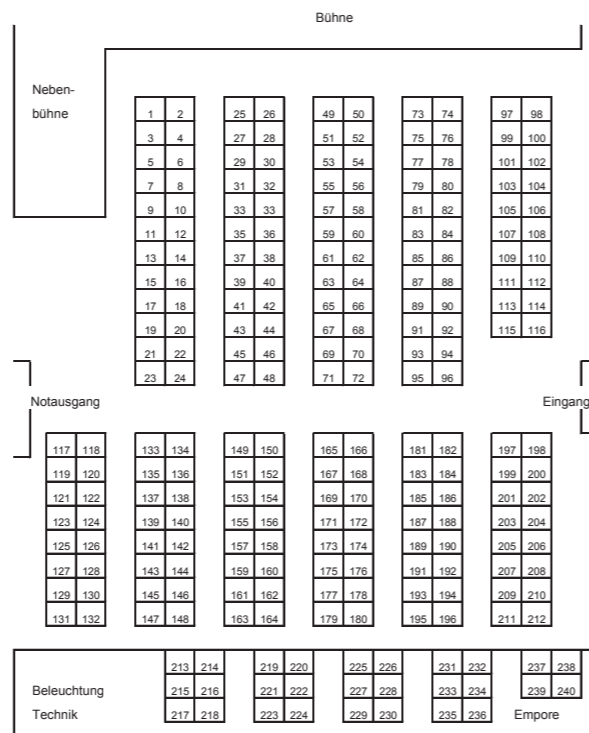 Bühne
Neben-
bühne
1 2 25 26 49 50 73 74 97 98
3 4 27 28 51 52 75 76 99 100
5 6 29 30 53 54 77 78 101 102
7 8 31 32 55 56 79 80 103 104
9 10 33 33 57 58 81 82 105 106
11 12 35 36 59 60 83 84 107 108
13 14 37 38 61 62 85 86 109 110
15 16 39 40 63 64 87 88 111 112
17 18 41 42 65 66 89 90 113 114
19 20 43 44 67 68 91 92 115 116
21 22 45 46 69 70 93 94
23 24 47 48 71 72 95 96
Notausgang Eingang
117 118 133 134 149 150 165 166 181 182 197 198
119 120 135 136 151 152 167 168 183 184 199 200
121 122 137 138 153 154 169 170 185 186 201 202
123 124 139 140 155 156 171 172 187 188 203 204
125 126 141 142 157 158 173 174 189 190 205 206
127 128 143 144 159 160 175 176 191 192 207 208
129 130 145 146 161 162 177 178 193 194 209 210
131 132 147 148 163 164 179 180 195 196 211 212
213 214 219 220 225 226 231 232 237 238
Beleuchtung 215 216 221 222 227 228 233 234 239 240
Technik 217 218 223 224 229 230 235 236 Empore